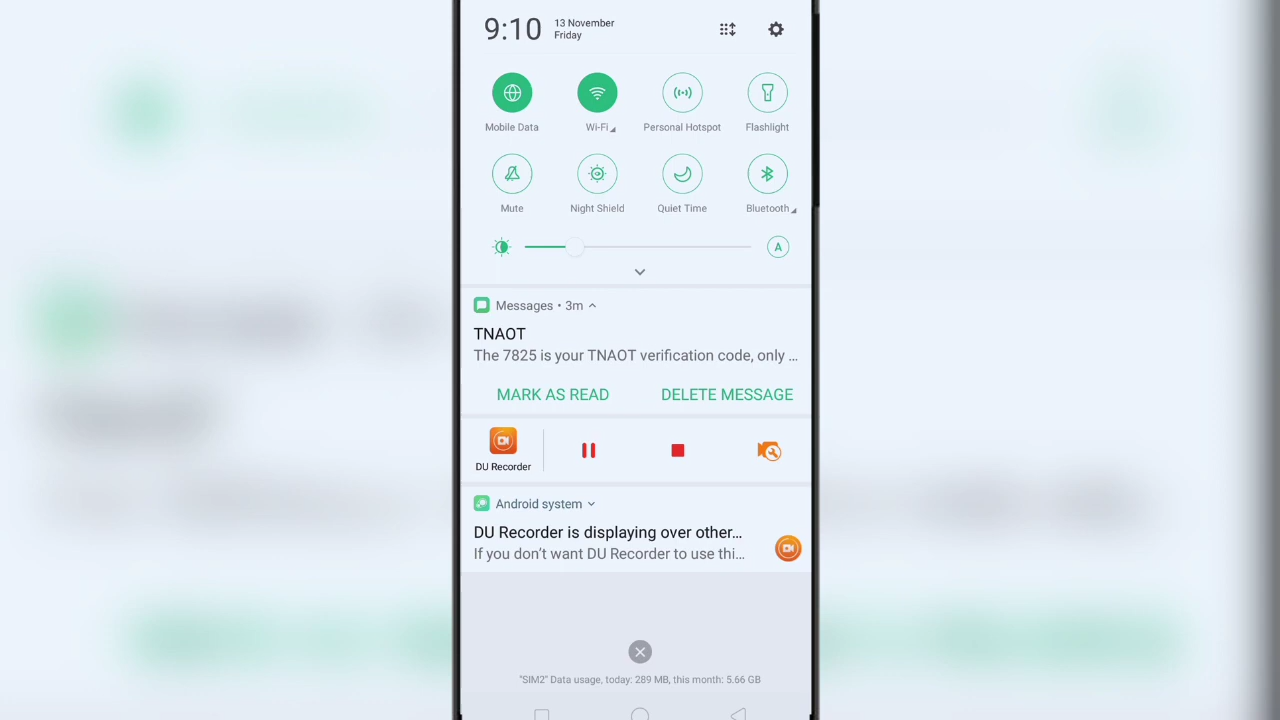 9:10
13 November
Friday
Mobile Data
Wi-Fi
Personal Hotspot
Flashlight
Mute
Night Shield
Quiet Time
Bluetooth
A
Messages • 3m
TNAOT
The 7825 is your TNAOT verification code, only ...
MARK AS READ
DELETE MESSAGE
DU Recorder
Android system
DU Recorder is displaying over other...
If you don't want DU Recorder to use thi...
"SIM2" Data usage, today: 289 MB, this month: 5.66 GB